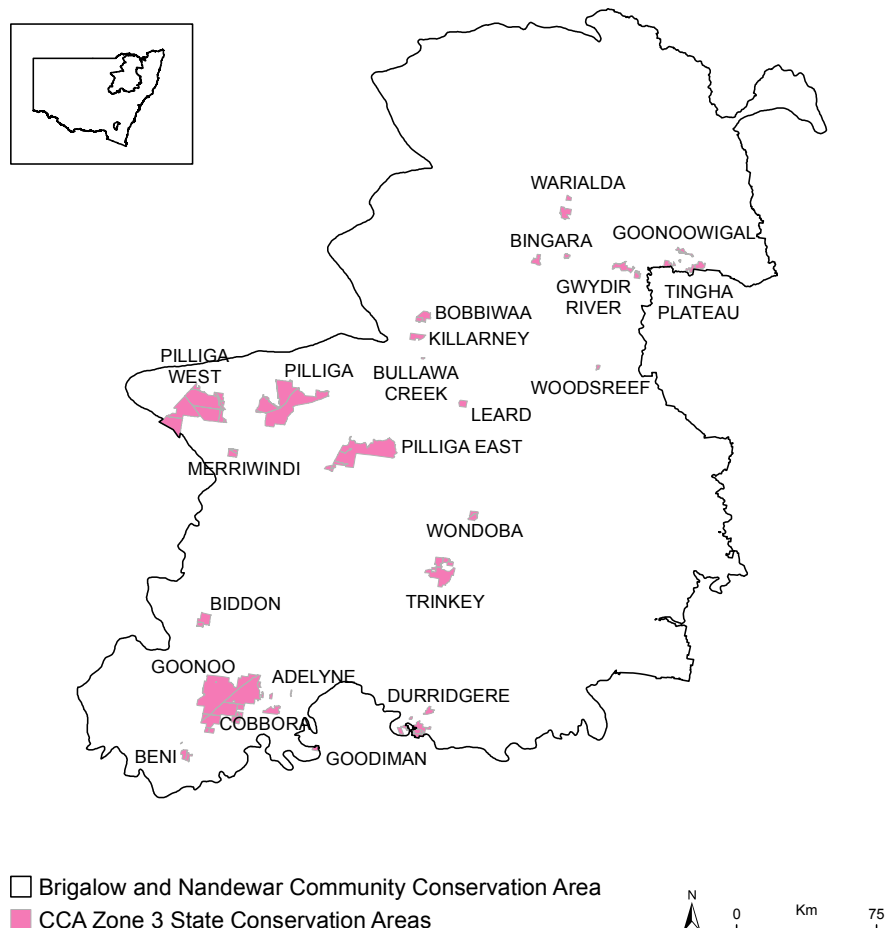 WARIALDA
BINGARA
GOONOOWIGAL
GWYDIR
RIVER
TINGHA
PLATEAU
BOBBIWAA
KILLARNEY
PILLIGA
WEST
PILLIGA
BULLAWA
CREEK
WOODSREEF
LEARD
PILLIGA EAST
MERRIWINDI
WONDOBA
TRINKEY
BIDDON
GOONOO
ADELYNE
DURRIDGERE
COBBORA
BENI
GOODIMAN
Brigalow and Nandewar Community Conservation Area
CCA Zone 3 State Conservation Areas
N
0 Km 75